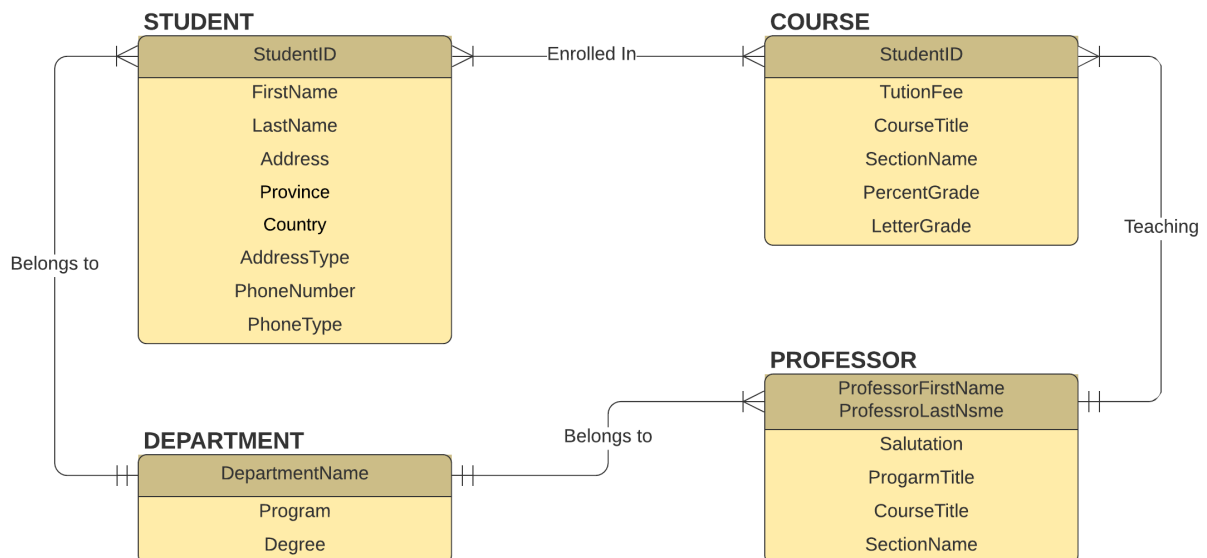 STUDENT
StudentID
FirstName
LastName
Address
Province
Country
AddressType
PhoneNumber
PhoneType
Enrolled In
COURSE
StudentID
TutionFee
CourseTitle
SectionName
PercentGrade
LetterGrade
Teaching
Belongs to
PROFESSOR
ProfessorFirstName
ProfessroLastNsme
Salutation
ProgarmTitle
CourseTitle
SectionName
Belongs to
DEPARTMENT
DepartmentName
Program
Degree